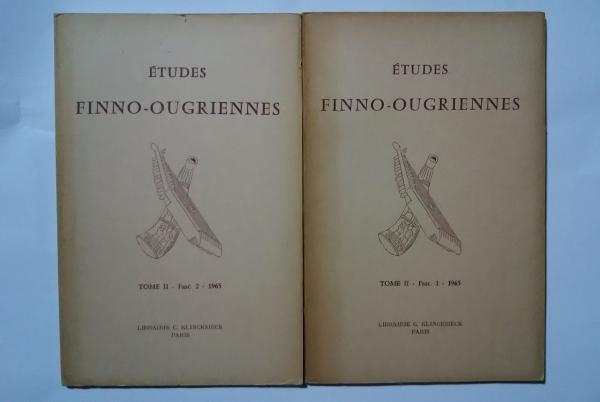 ÉTUDES
FINNO-OUGRIENNES
TOME II - Fasc. 2 - 1965
LIBRAIRIE C. KLINCKSIECK
PARIS
ÉTUDES
FINNO-OUGRIENNES
TOME II - Fasc. 1 - 1965
LIBRAIRIE C. KLINCKSIECK
PARIS